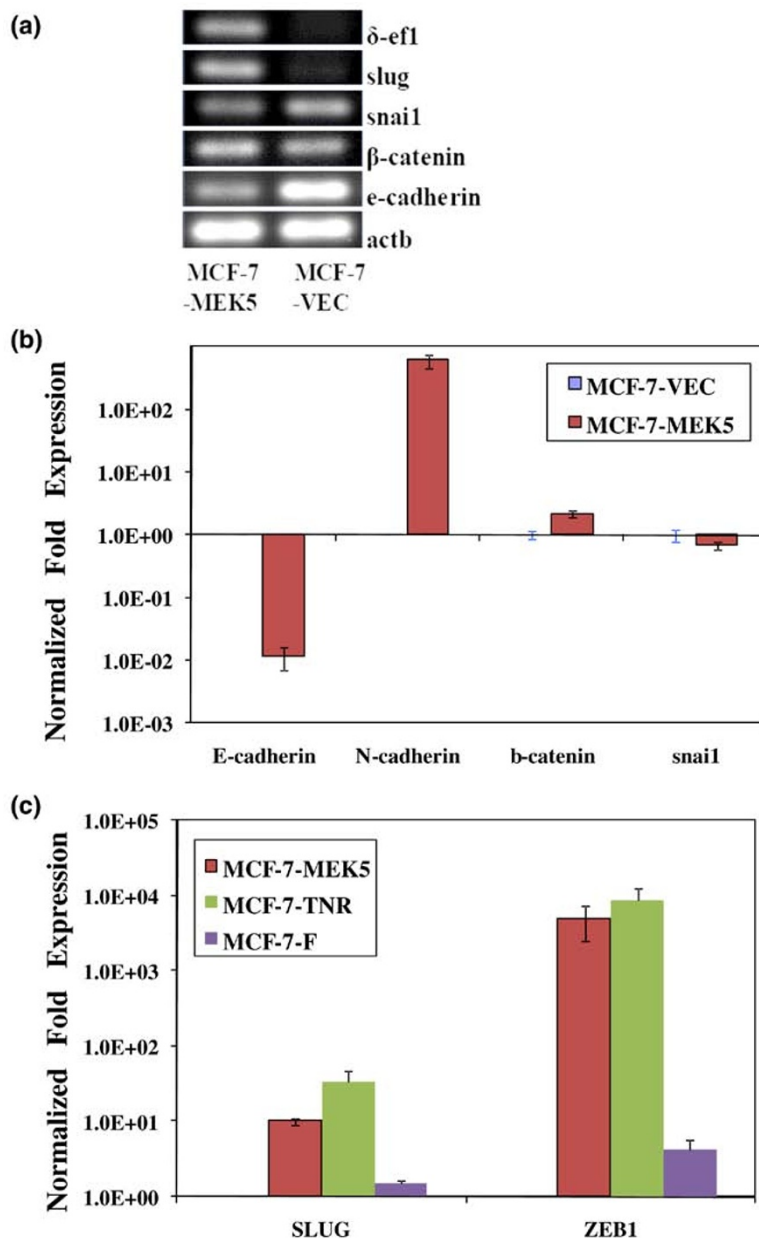 (a)
δ-ef1
slug
snai1
β-catenin
e-cadherin
actb
MCF-7 MCF-7
-MEK5 -VEC
(b)
Normalized Fold Expression
1.0E+02
1.0E+01
1.0E+00
1.0E-01
1.0E-02
1.0E-03
MCF-7-VEC
MCF-7-MEK5
E-cadherin N-cadherin b-catenin snai1
(c)
Normalized Fold Expression
1.0E+05
1.0E+04
1.0E+03
1.0E+02
1.0E+01
1.0E+00
MCF-7-MEK5
MCF-7-TNR
MCF-7-F
SLUG ZEB1